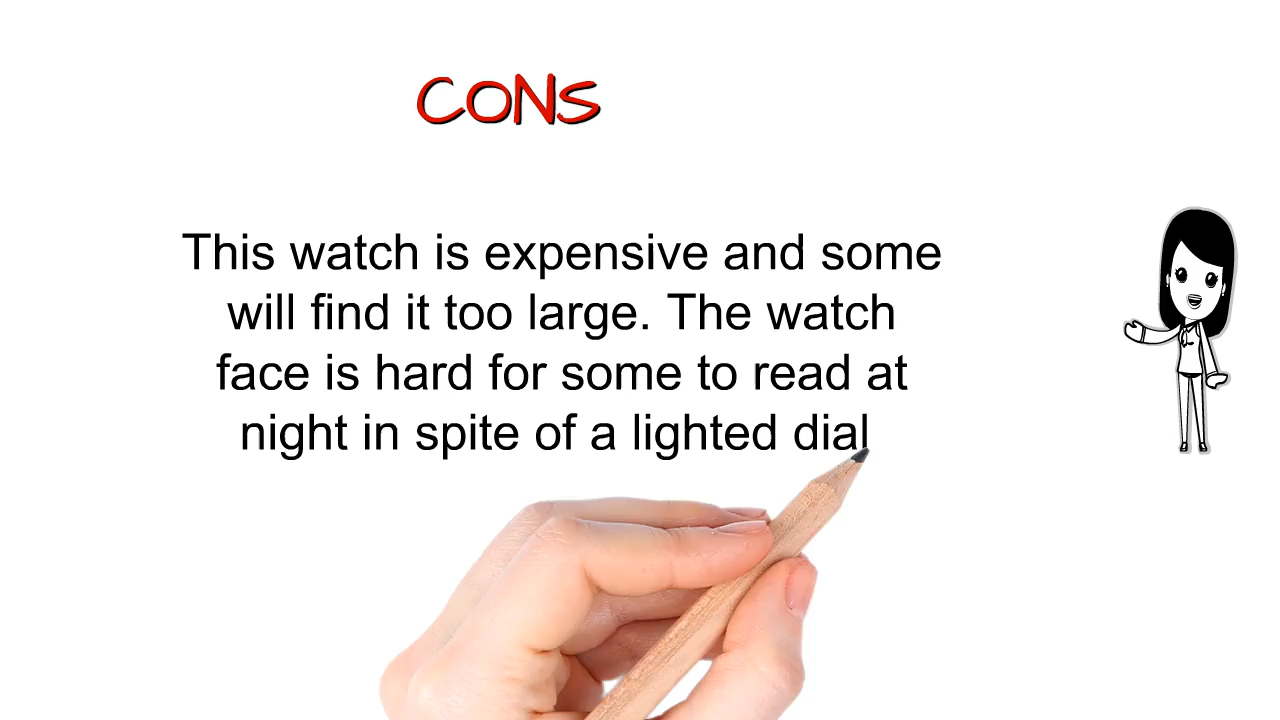 CONS
This watch is expensive and some
will find it too large. The watch
face is hard for some to read at
night in spite of a lighted dial